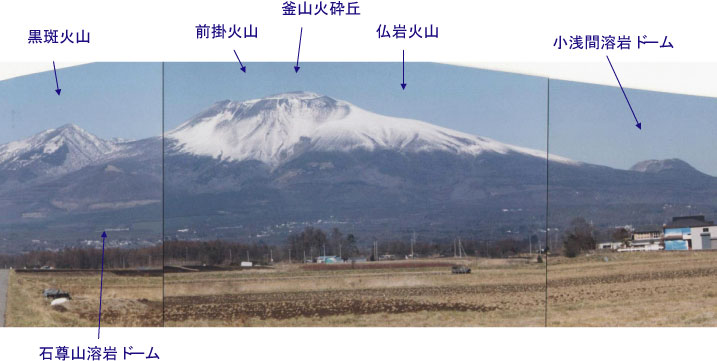 釜山火砕丘
黒斑火山
前掛火山
仏岩火山
小浅間溶岩ドーム
石尊山溶岩ドーム